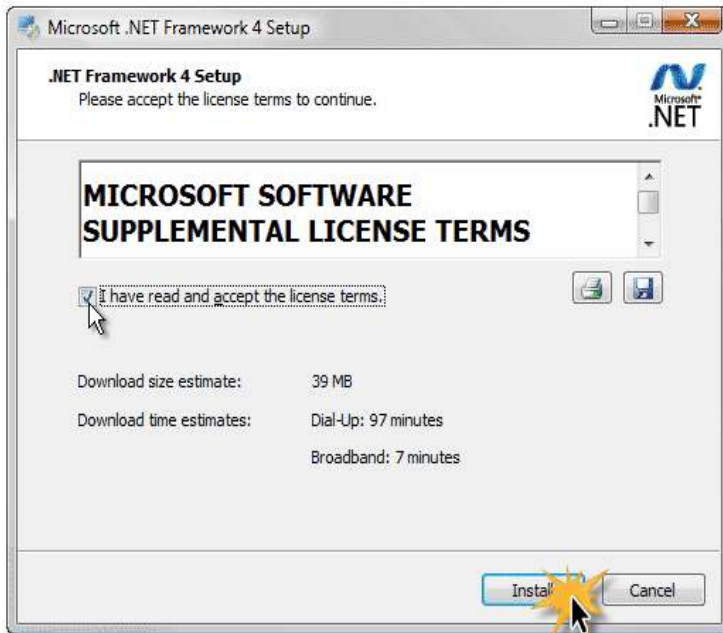 Microsoft .NET Framework 4 Setup
.NET Framework 4 Setup
Please accept the license terms to continue.
Microsoft®
.NET
MICROSOFT SOFTWARE
SUPPLEMENTAL LICENSE TERMS
I have read and accept the license terms.
Download size estimate: 39 MB
Download time estimates: Dial-Up: 97 minutes
Broadband: 7 minutes
Install Cancel